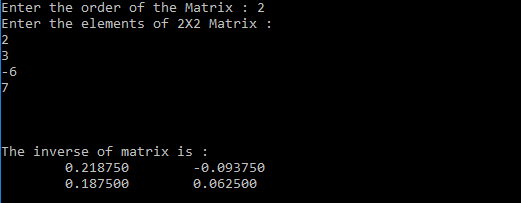 Enter the order of the Matrix : 2
Enter the elements of 2X2 Matrix :
2
3
-6
7
The inverse of matrix is :
0.218750 -0.093750
0.187500 0.062500